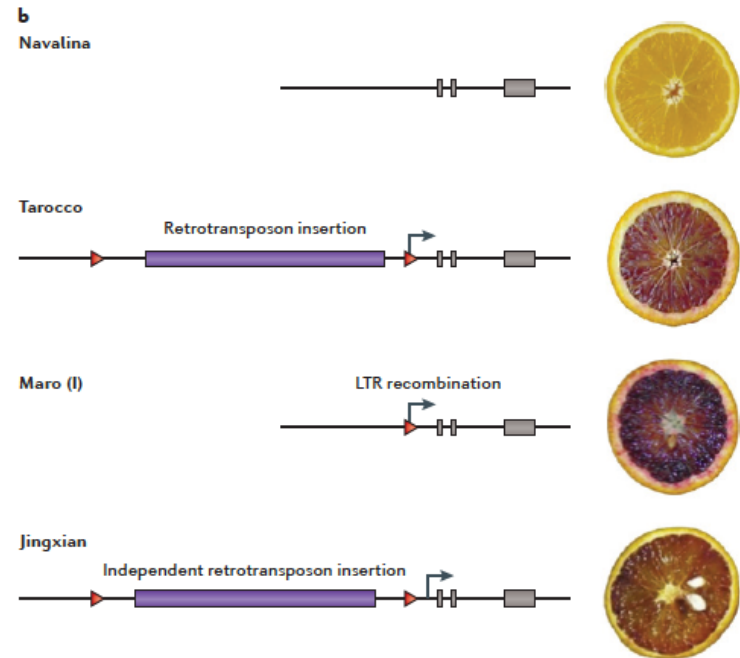 b
Navalina
Tarocco
Retrotransposon insertion
Maro (I)
LTR recombination
Jingxian
Independent retrotransposon insertion